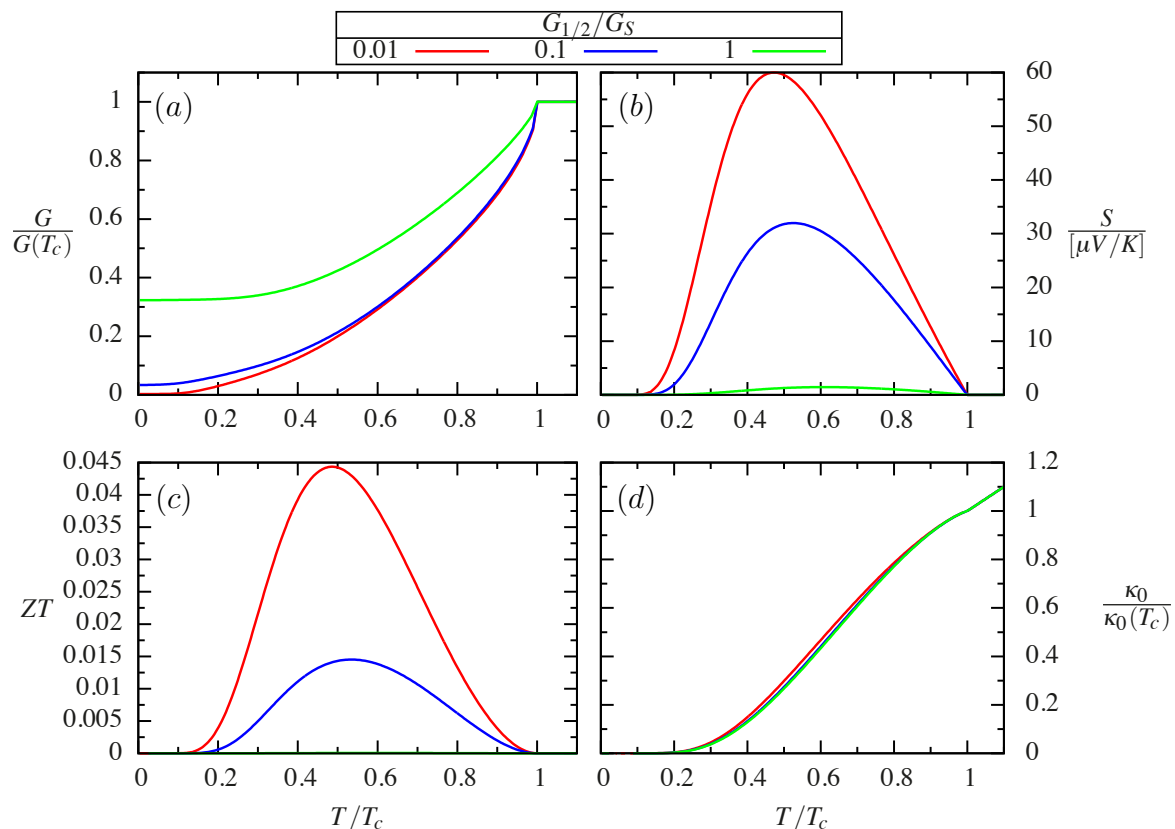 G_{1/2}/G_S
0.01 0.1 1
(a)
1
0.8
0.6
0.4
0.2
0
G
G(T_c)
0 0.2 0.4 0.6 0.8 1
(b)
60
50
40
30
20
10
0
S
[μV/K]
0 0.2 0.4 0.6 0.8 1
(c)
0.045
0.04
0.035
0.03
0.025
0.02
0.015
0.01
0.005
0
ZT
0 0.2 0.4 0.6 0.8 1
T/T_c
(d)
1.2
1
0.8
0.6
0.4
0.2
0
κ_0
κ_0(T_c)
0 0.2 0.4 0.6 0.8 1
T/T_c